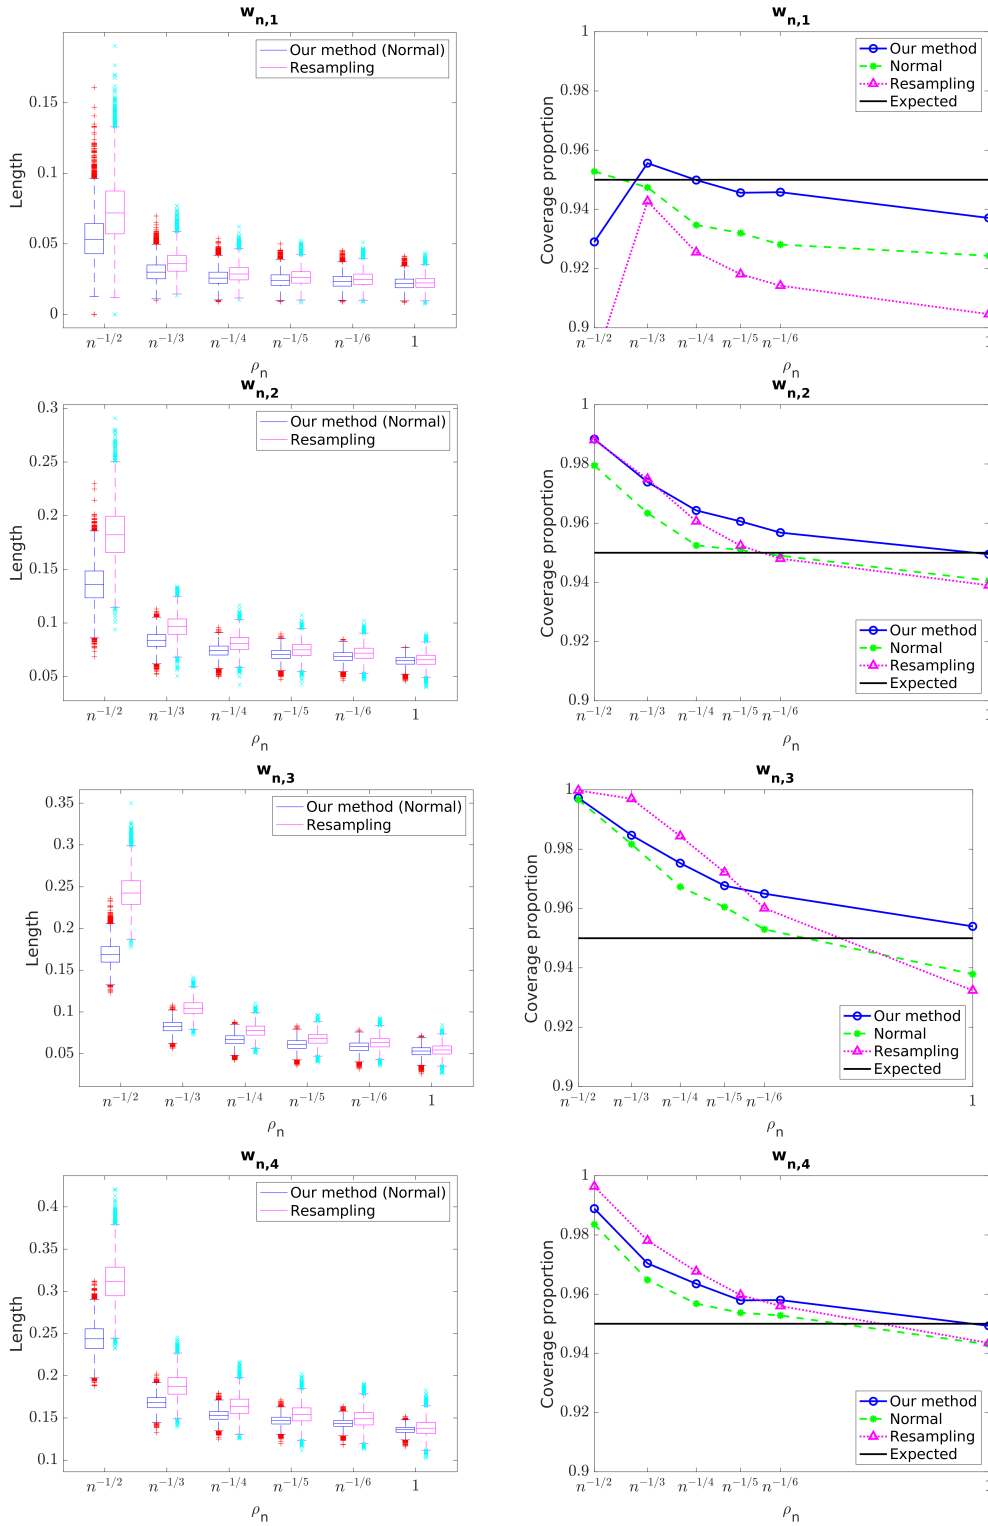 w_{n,1}
Our method (Normal)
Resampling
0.15
0.1
0.05
0
Length
n^{-1/2} n^{-1/3} n^{-1/4} n^{-1/5} n^{-1/6} 1
ρ_n
w_{n,1}
Our method
Normal
Resampling
Expected
1
0.98
0.96
0.94
0.92
0.9
Coverage proportion
n^{-1/2} n^{-1/3} n^{-1/4} n^{-1/5} n^{-1/6} 1
ρ_n
w_{n,2}
Our method (Normal)
Resampling
0.3
0.25
0.2
0.15
0.1
0.05
Length
n^{-1/2} n^{-1/3} n^{-1/4} n^{-1/5} n^{-1/6} 1
ρ_n
w_{n,2}
1
0.98
0.96
0.94
0.92
0.9
Coverage proportion
Our method
Normal
Resampling
Expected
n^{-1/2} n^{-1/3} n^{-1/4} n^{-1/5} n^{-1/6} 1
ρ_n
w_{n,3}
Our method (Normal)
Resampling
0.35
0.3
0.25
0.2
0.15
0.1
0.05
Length
n^{-1/2} n^{-1/3} n^{-1/4} n^{-1/5} n^{-1/6} 1
ρ_n
w_{n,3}
1
0.98
0.96
0.94
0.92
0.9
Coverage proportion
Our method
Normal
Resampling
Expected
n^{-1/2} n^{-1/3} n^{-1/4} n^{-1/5} n^{-1/6} 1
ρ_n
w_{n,4}
Our method (Normal)
Resampling
0.4
0.35
0.3
0.25
0.2
0.15
0.1
Length
n^{-1/2} n^{-1/3} n^{-1/4} n^{-1/5} n^{-1/6} 1
ρ_n
w_{n,4}
1
0.98
0.96
0.94
0.92
0.9
Coverage proportion
Our method
Normal
Resampling
Expected
n^{-1/2} n^{-1/3} n^{-1/4} n^{-1/5} n^{-1/6} 1
ρ_n